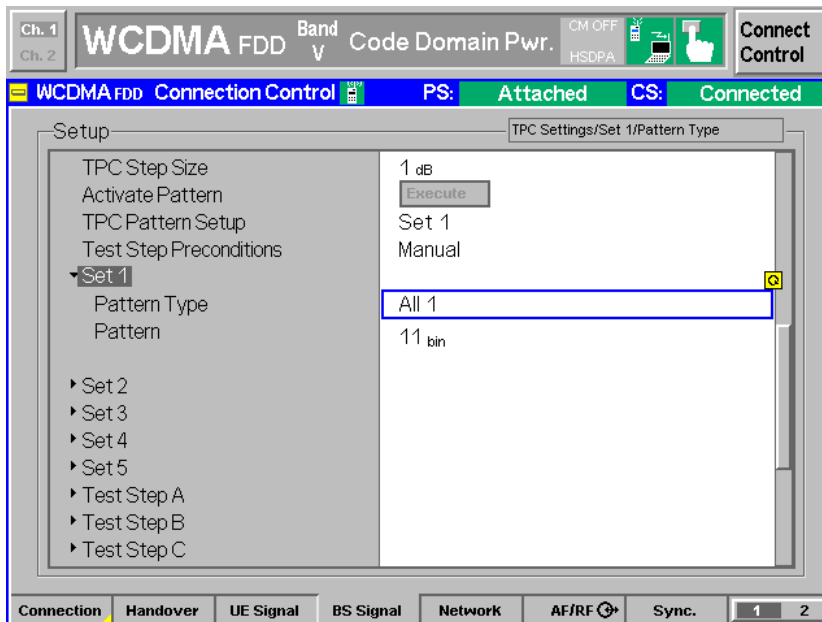 Ch. 1
Ch. 2
WCDMA FDD Band V Code Domain Pwr.
CM OFF
HSDPA
Connect Control
WCDMA FDD Connection Control PS: Attached CS: Connected
Setup TPC Settings/Set 1/Pattern Type
TPC Step Size 1 dB
Activate Pattern Execute
TPC Pattern Setup Set 1
Test Step Preconditions Manual
Set 1
Pattern Type All 1
Pattern 11 bin
Set 2
Set 3
Set 4
Set 5
Test Step A
Test Step B
Test Step C
Connection Handover UE Signal BS Signal Network AF/RF Sync. 1 2